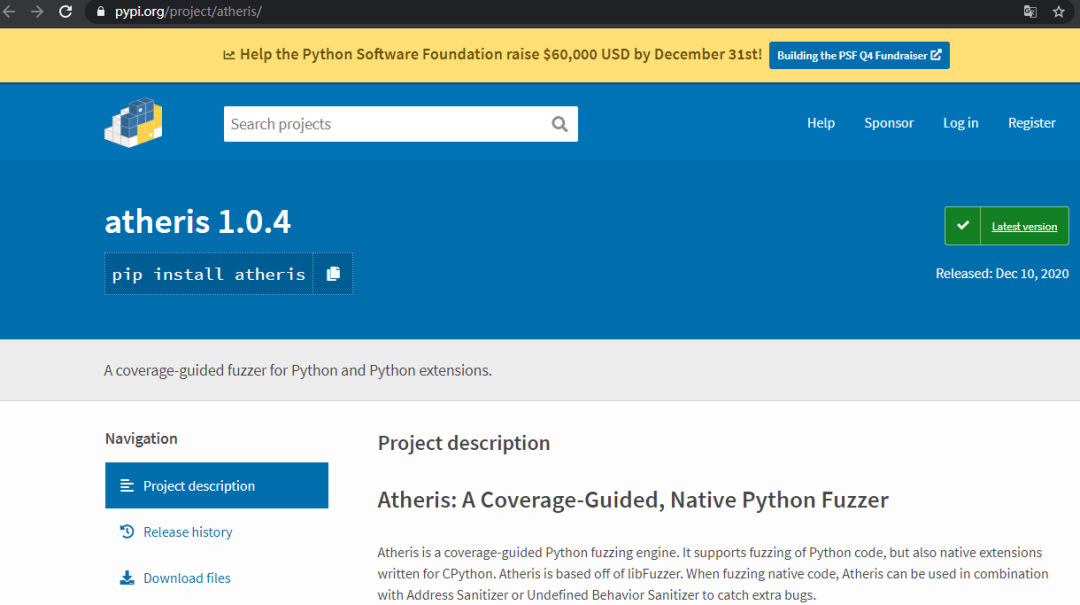 pypi.org/project/atheris/
Help the Python Software Foundation raise $60,000 USD by December 31st! Building the PSF Q4 Fundraiser
Search projects
Help Sponsor Log in Register
atheris 1.0.4
Latest version
pip install atheris
Released: Dec 10, 2020
A coverage-guided fuzzer for Python and Python extensions.
Navigation
Project description
Release history
Download files
Project description
Atheris: A Coverage-Guided, Native Python Fuzzer
Atheris is a coverage-guided Python fuzzing engine. It supports fuzzing of Python code, but also native extensions
written for CPython. Atheris is based off of libFuzzer. When fuzzing native code, Atheris can be used in combination
with Address Sanitizer or Undefined Behavior Sanitizer to catch extra bugs.